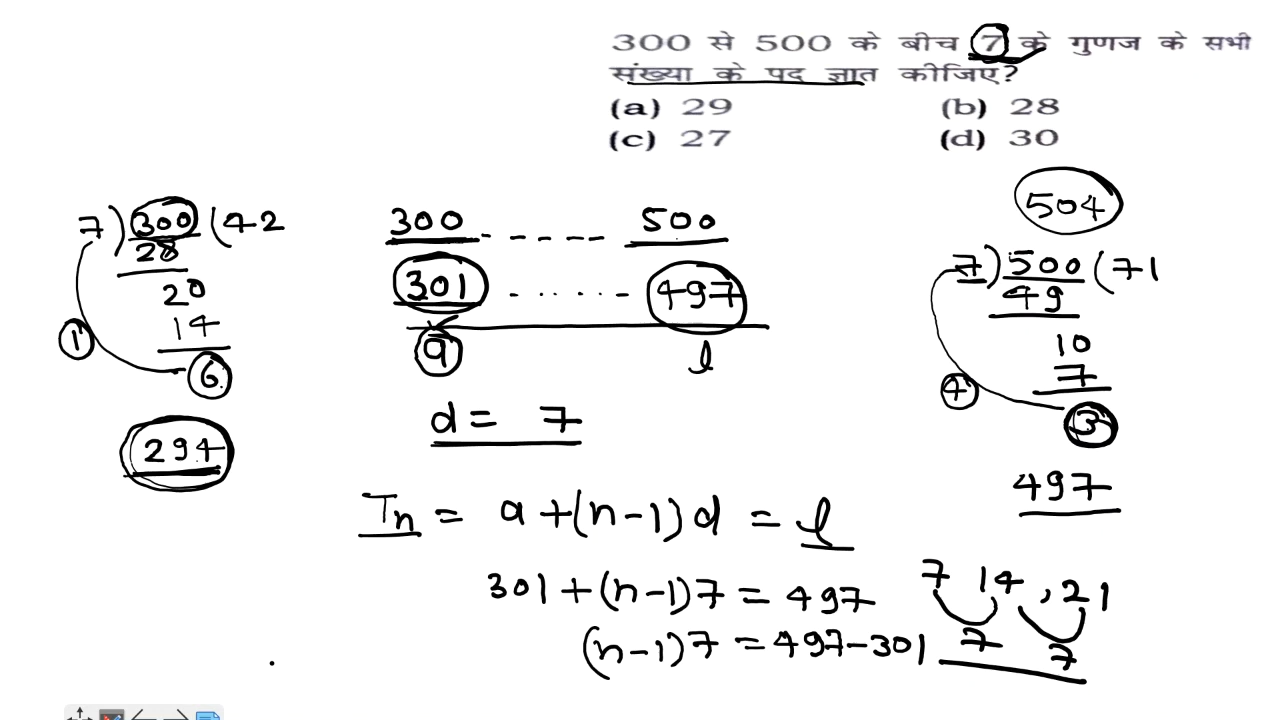 300 से 500 के बीच 7 के गुणज के सभी
संख्या के पद ज्ञात कीजिए?
(a) 29 (b) 28
(c) 27 (d) 30
7)300(42
28
20
14
6
1
294
300 - - - - - 500
301 . . . . . . 497
a l
d = 7
504
7)500(71
49
10
7
3
4
497
Tn = a+(n-1)d = l
301+(n-1)7 = 497
(n-1)7 = 497-301
7 14, 21
7 7